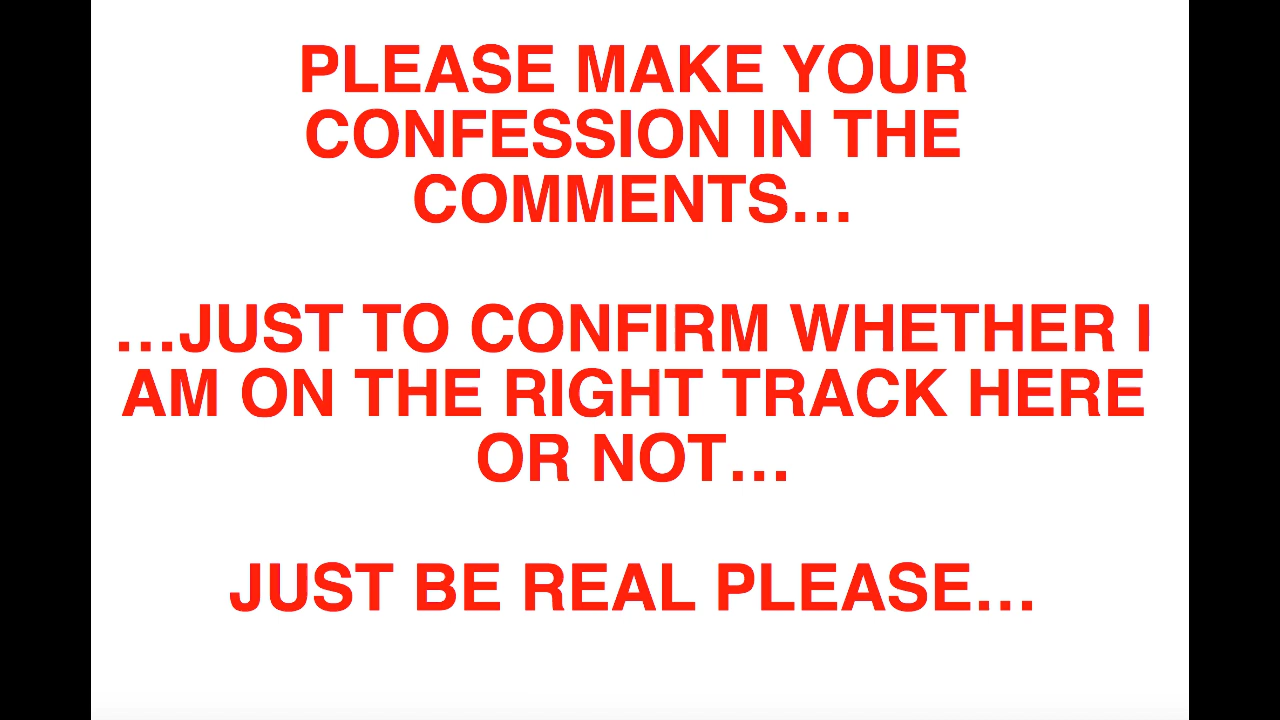 PLEASE MAKE YOUR
CONFESSION IN THE
COMMENTS…
…JUST TO CONFIRM WHETHER I
AM ON THE RIGHT TRACK HERE
OR NOT…
JUST BE REAL PLEASE…